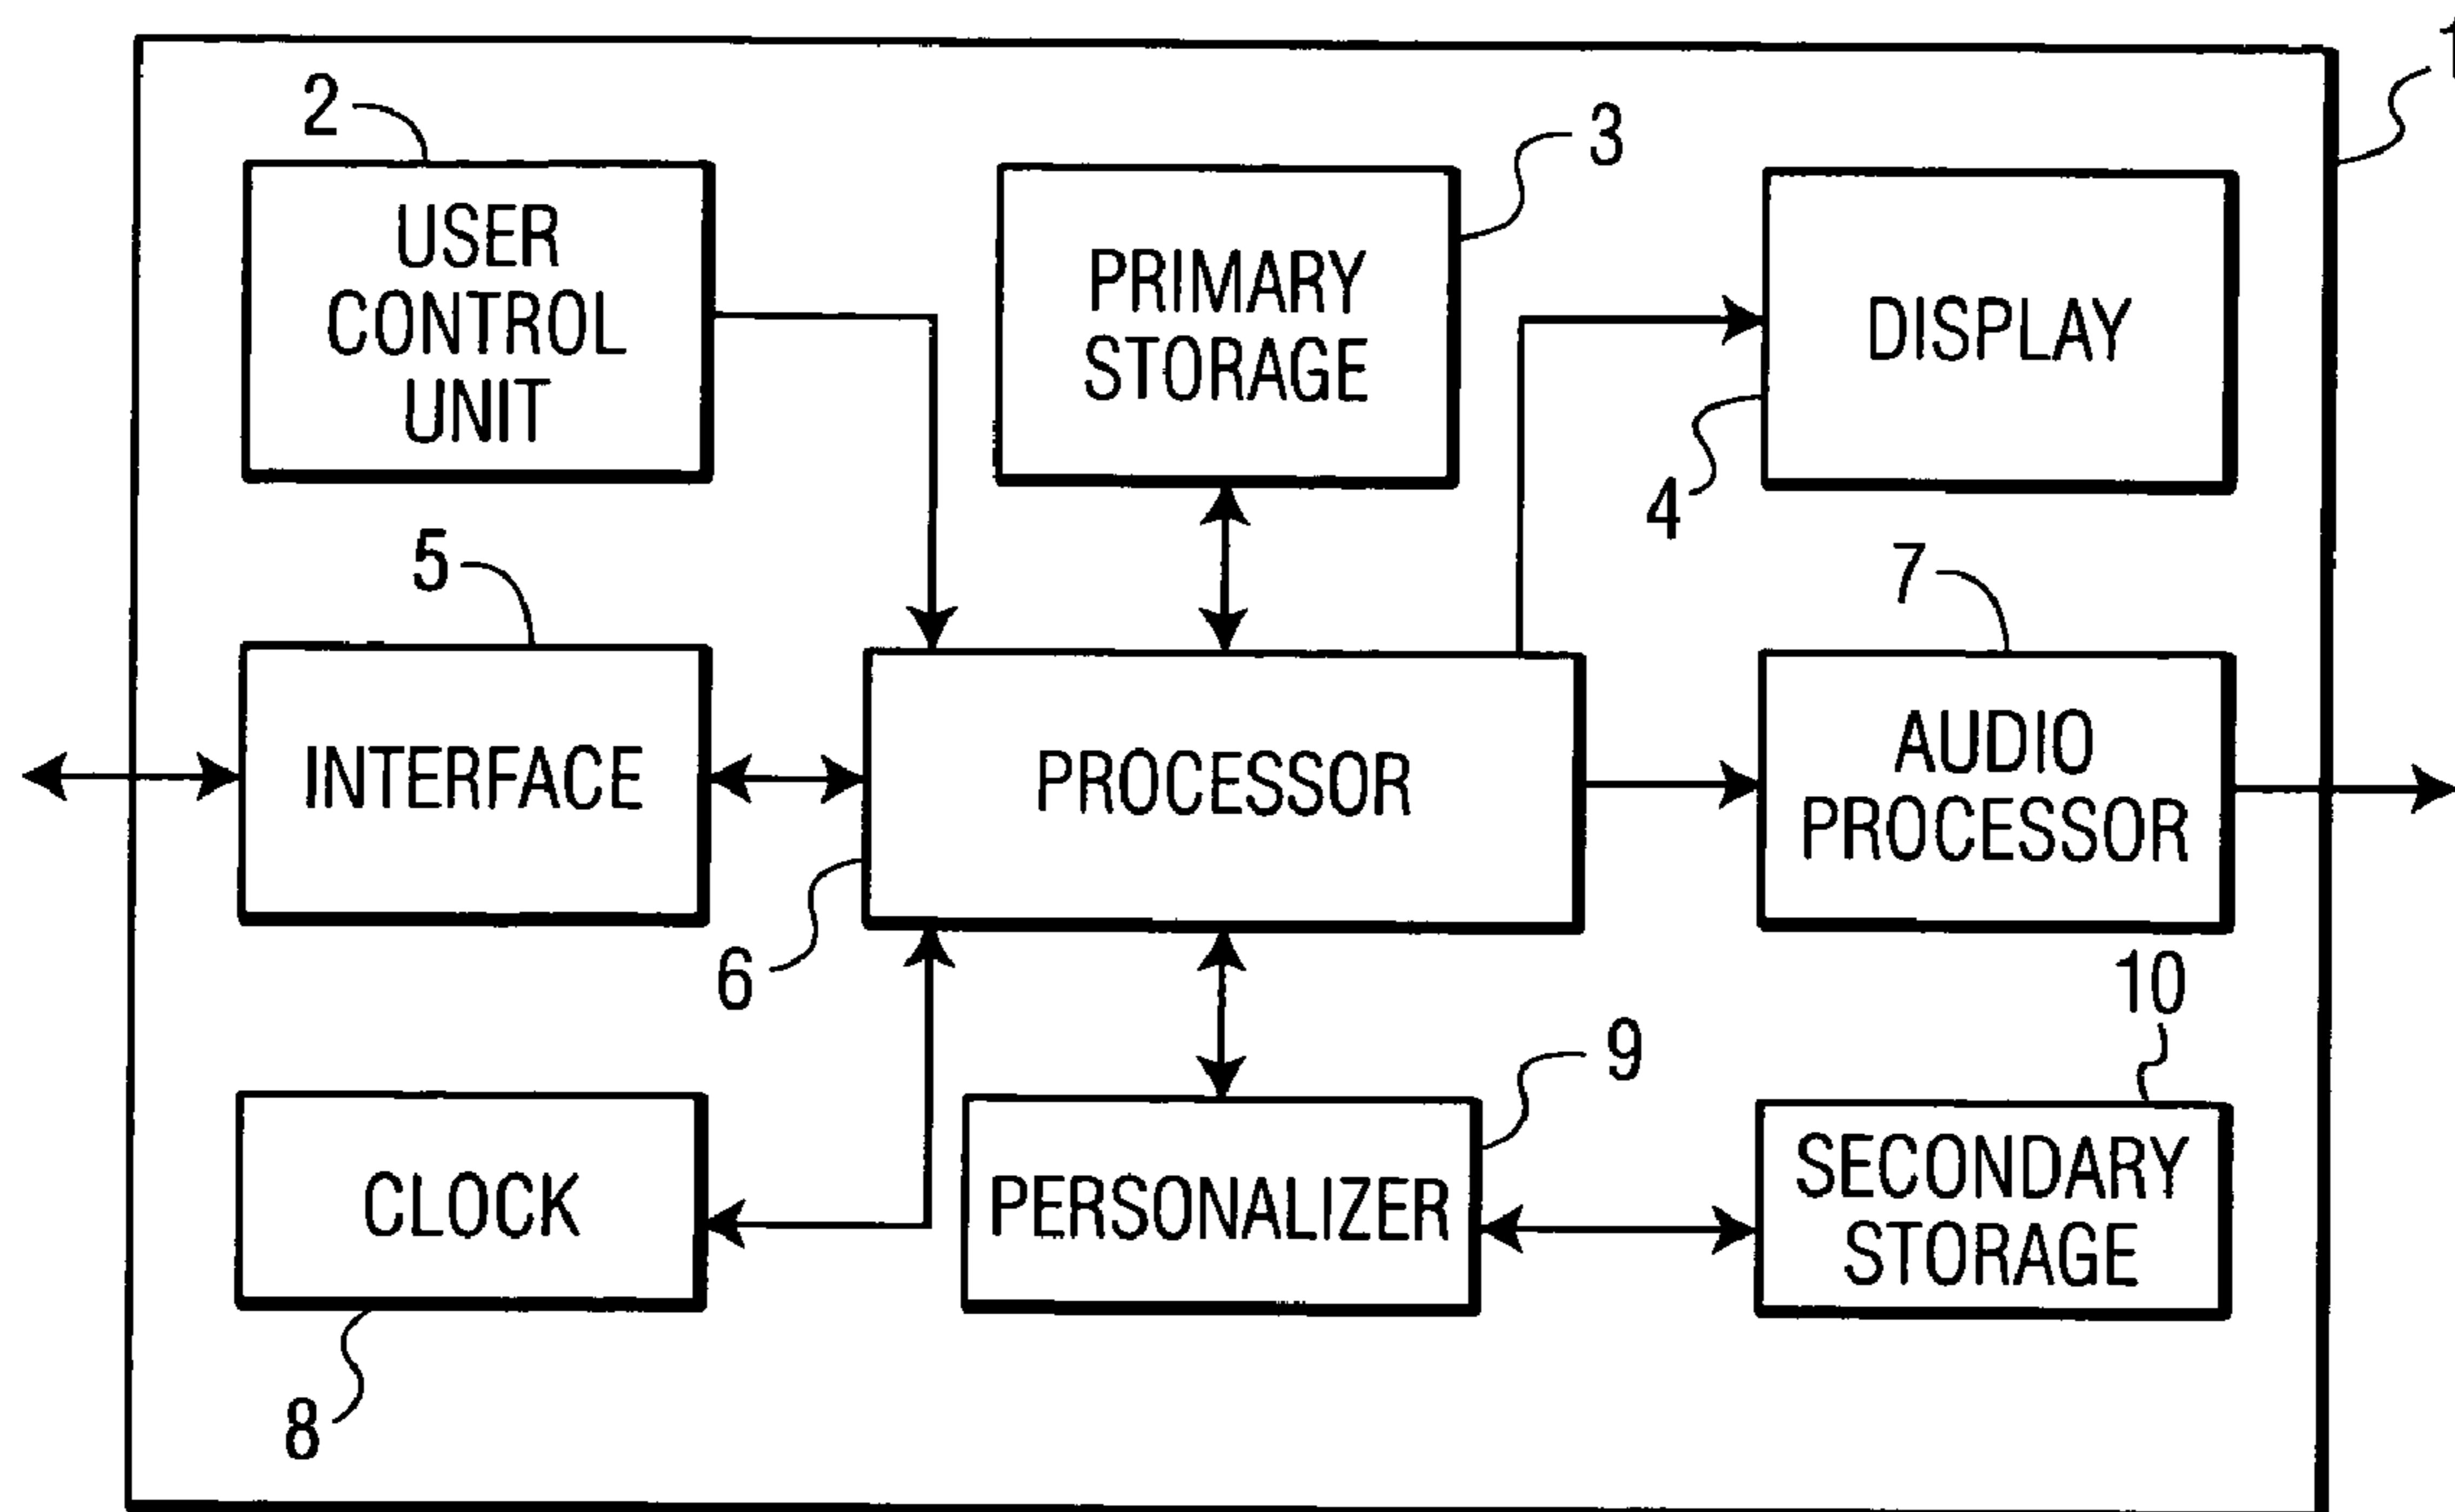 1
2
3
USER
CONTROL
UNIT
PRIMARY
STORAGE
DISPLAY
4
5
7
INTERFACE
PROCESSOR
AUDIO
PROCESSOR
6
10
9
CLOCK
PERSONALIZER
SECONDARY
STORAGE
8